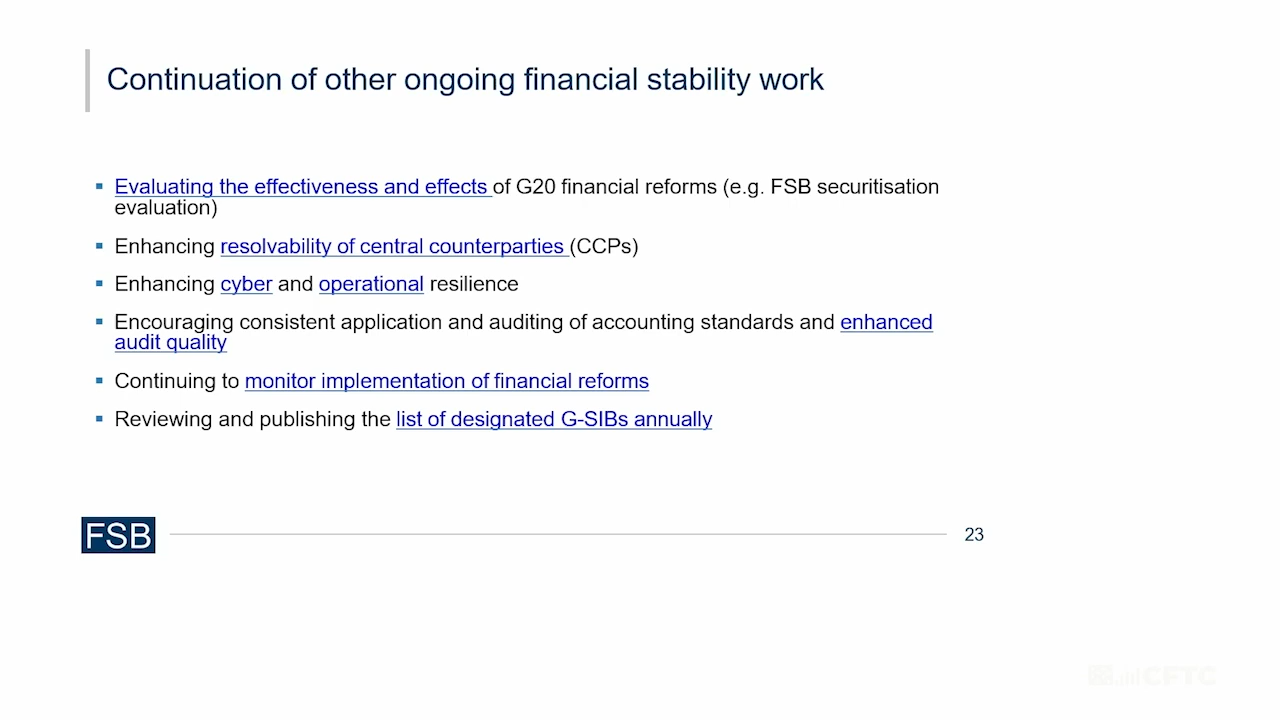 Continuation of other ongoing financial stability work
▪ Evaluating the effectiveness and effects of G20 financial reforms (e.g. FSB securitisation
evaluation)
▪ Enhancing resolvability of central counterparties (CCPs)
▪ Enhancing cyber and operational resilience
▪ Encouraging consistent application and auditing of accounting standards and enhanced
audit quality
▪ Continuing to monitor implementation of financial reforms
▪ Reviewing and publishing the list of designated G-SIBs annually
FSB
23
CFTC